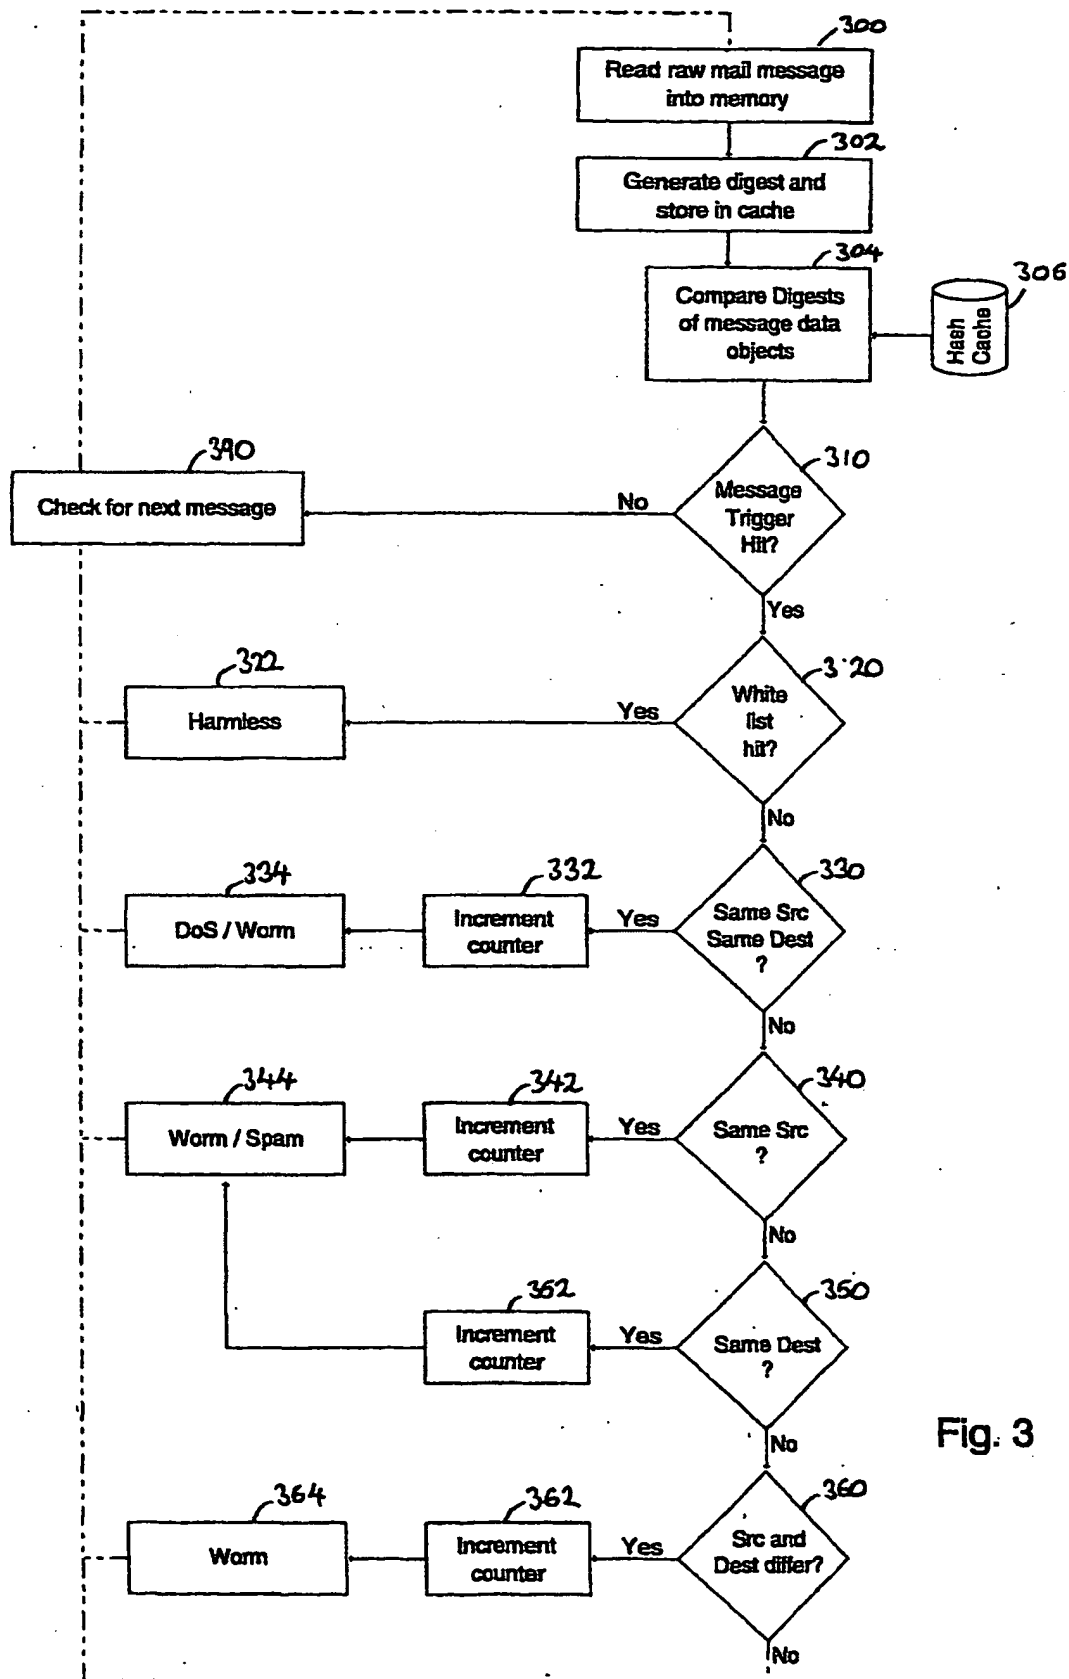 300
Read raw mail message
into memory
302
Generate digest and
store in cache
304
Compare Digests
of message data
objects
306
Hash
Cache
390
Check for next message
No
310
Message
Trigger
Hit?
Yes
322
Harmless
Yes
320
White
list
hit?
No
334
DoS / Worm
332
Increment
counter
Yes
330
Same Src
Same Dest
?
No
344
Worm / Spam
342
Increment
counter
Yes
340
Same Src
?
No
352
Increment
counter
Yes
350
Same Dest
?
No
Fig. 3
364
Worm
362
Increment
counter
Yes
360
Src and
Dest differ?
No